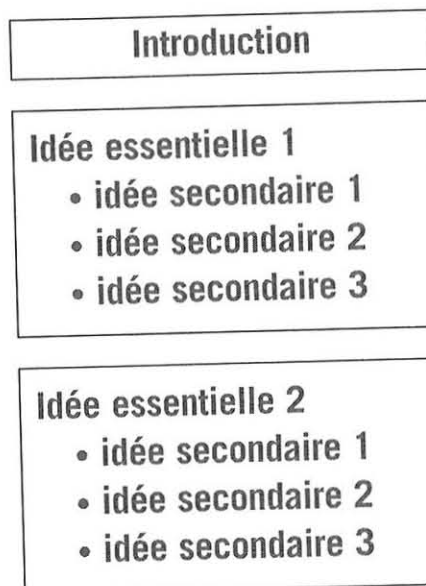 Introduction
Idée essentielle 1
• idée secondaire 1
• idée secondaire 2
• idée secondaire 3
Idée essentielle 2
• idée secondaire 1
• idée secondaire 2
• idée secondaire 3